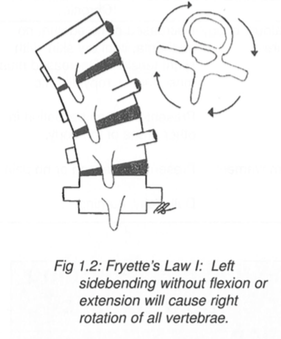 Fig 1.2: Fryette's Law I: Left
sidebending without flexion or
extension will cause right
rotation of all vertebrae.